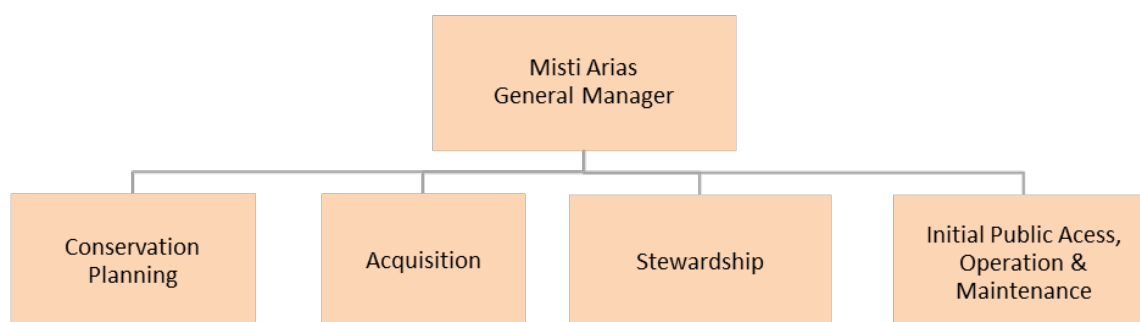 Misti Arias
General Manager
Conservation
Planning
Acquisition
Stewardship
Initial Public Acess,
Operation &
Maintenance